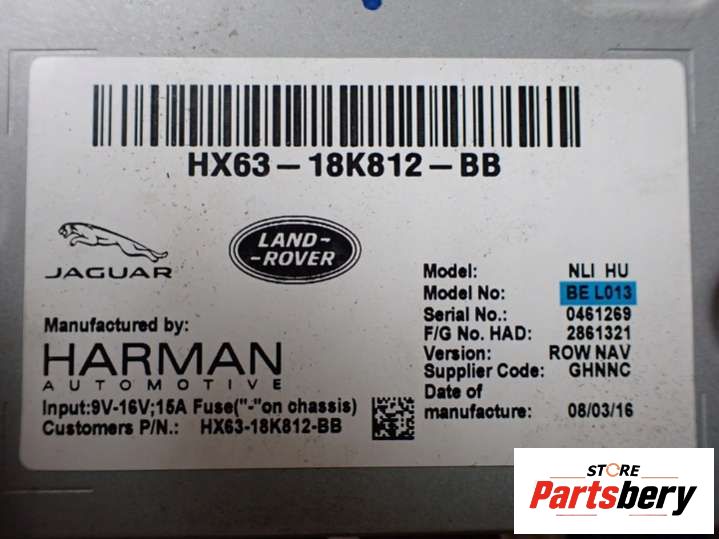 HX63-18K812-BB
JAGUAR
LAND-
-ROVER
Model: NLI HU
Model No: BE L013
Serial No.: 0461269
F/G No. HAD: 2861321
Version: ROW NAV
Supplier Code: GHNNC
Date of
manufacture: 08/03/16
Manufactured by:
HARMAN
AUTOMOTIVE
Input:9V-16V;15A Fuse("-"on chassis)
Customers P/N.: HX63-18K812-BB
STORE
Partsbery